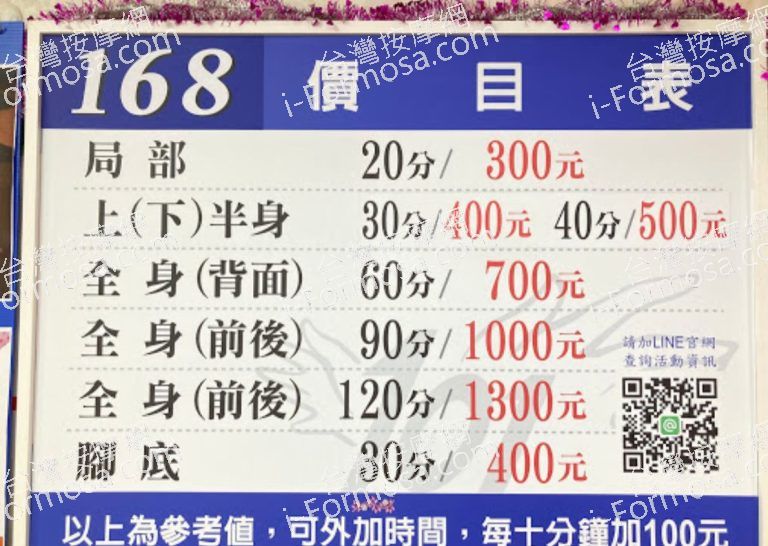 168 價目表
局部 20分/ 300元
上(下)半身 30分/400元 40分/500元
全身(背面) 60分/ 700元
全身(前後) 90分/1000元
請加LINE官網
查詢活動資訊
全身(前後) 120分/1300元
腳底 30分/ 400元
以上為參考值，可外加時間，每十分鐘加100元
台灣按摩網
i-Formosa.com